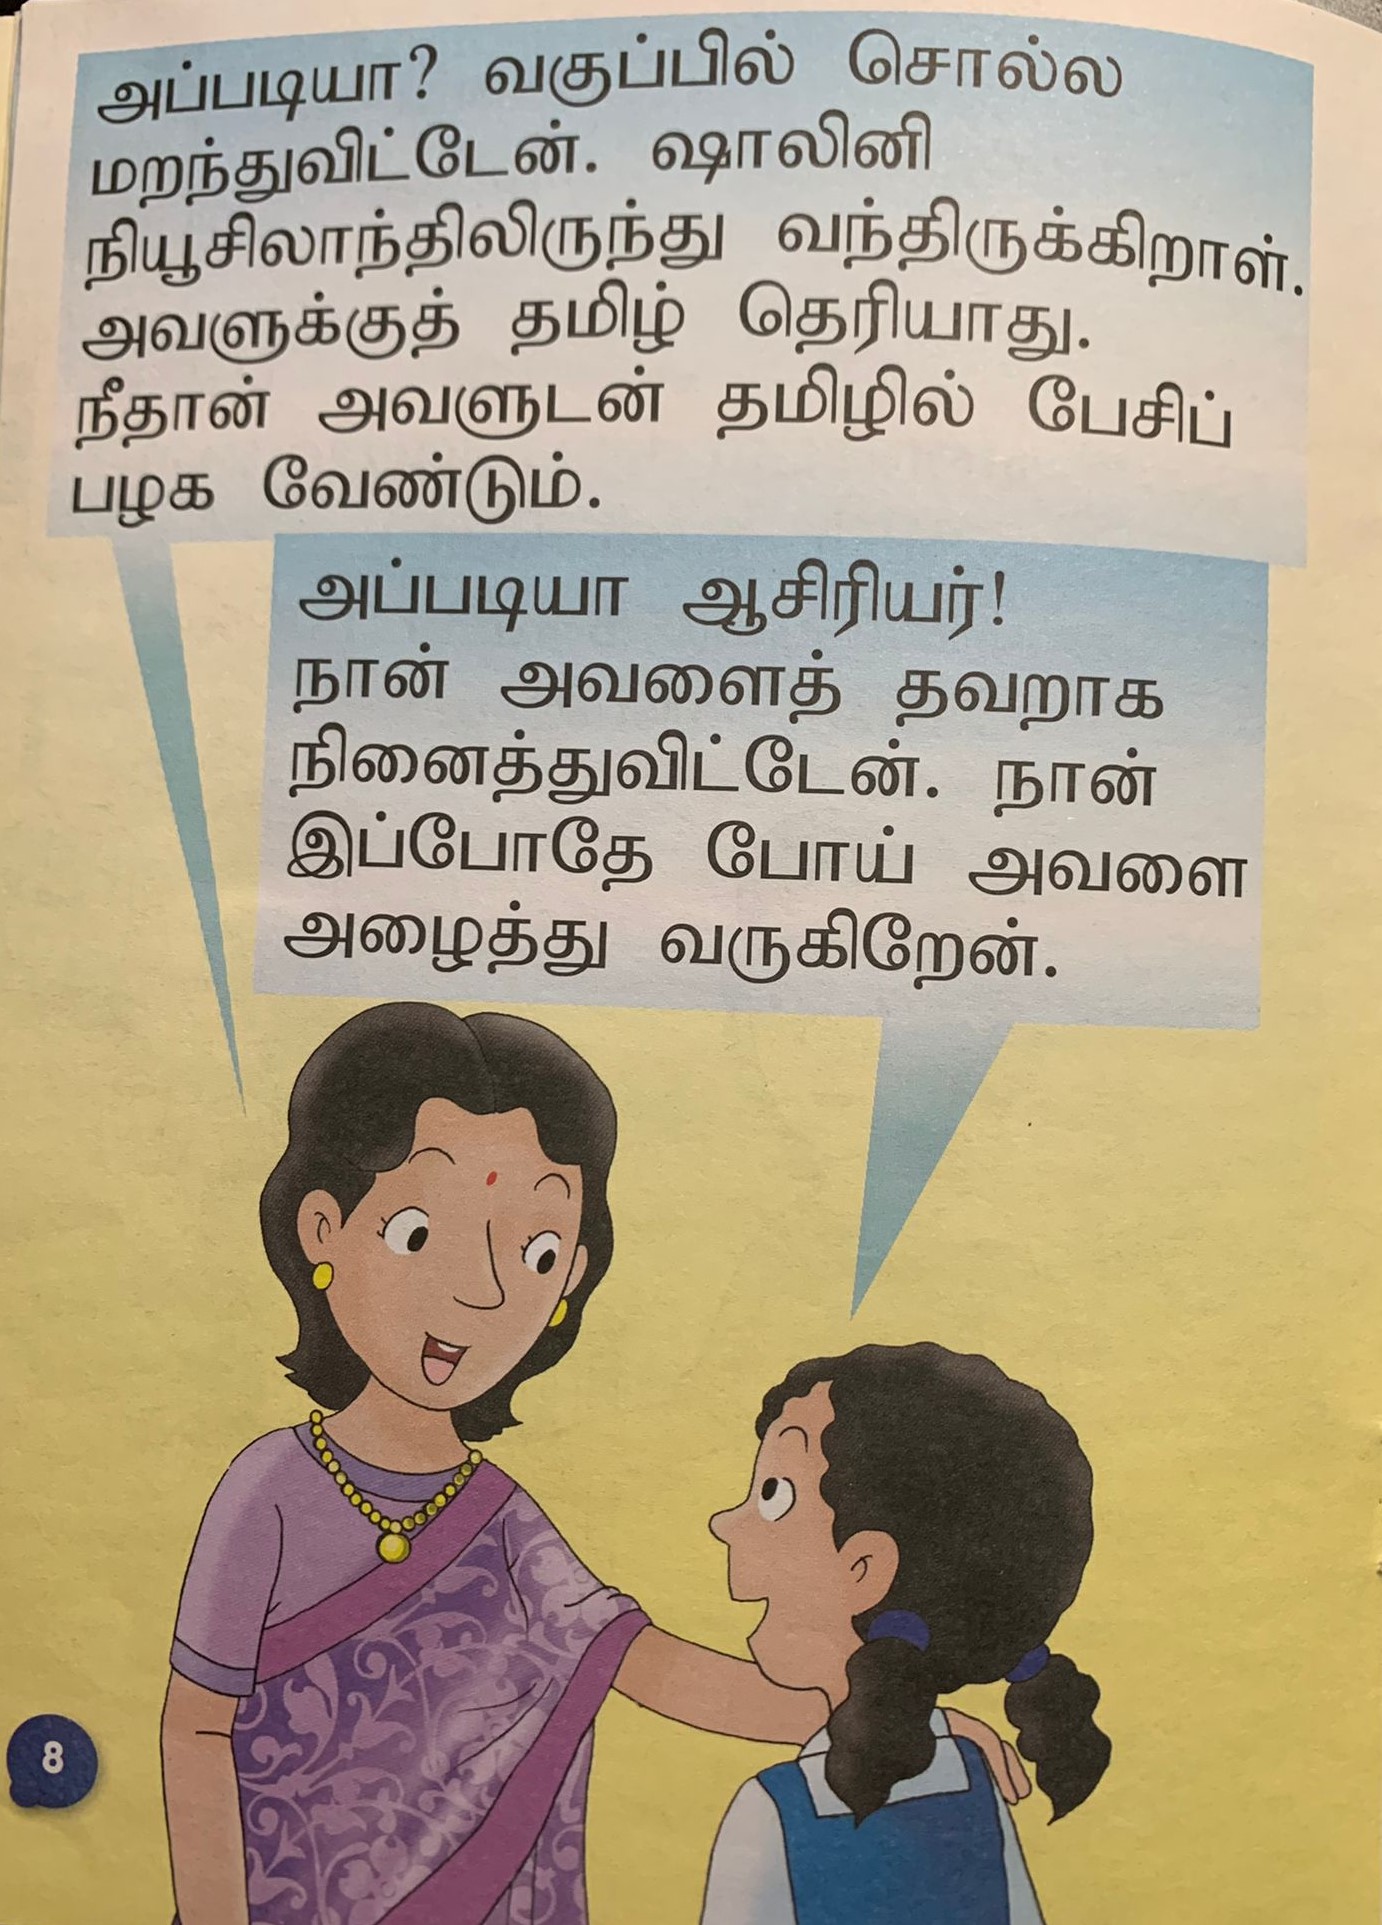 அப்படியா? வகுப்பில் சொல்ல
மறந்துவிட்டேன். ஷாலினி
நியூசிலாந்திலிருந்து வந்திருக்கிறாள்.
அவளுக்குத் தமிழ் தெரியாது.
நீதான் அவளுடன் தமிழில் பேசிப்
பழக வேண்டும்.
அப்படியா ஆசிரியர்!
நான் அவளைத் தவறாக
நினைத்துவிட்டேன். நான்
இப்போதே போய் அவளை
அழைத்து வருகிறேன்.
8